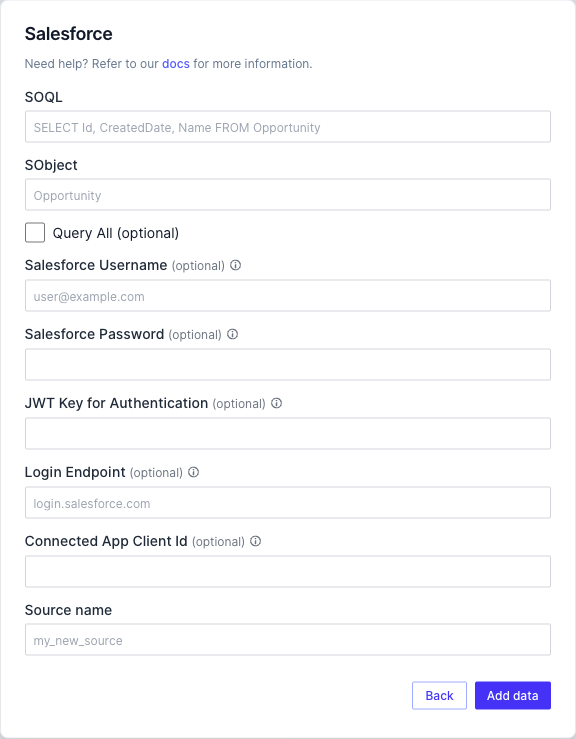 Salesforce
Need help? Refer to our docs for more information.
SOQL
SELECT Id, CreatedDate, Name FROM Opportunity
SObject
Opportunity
Query All (optional)
Salesforce Username (optional)
user@example.com
Salesforce Password (optional)
JWT Key for Authentication (optional)
Login Endpoint (optional)
login.salesforce.com
Connected App Client Id (optional)
Source name
my_new_source
Back Add data